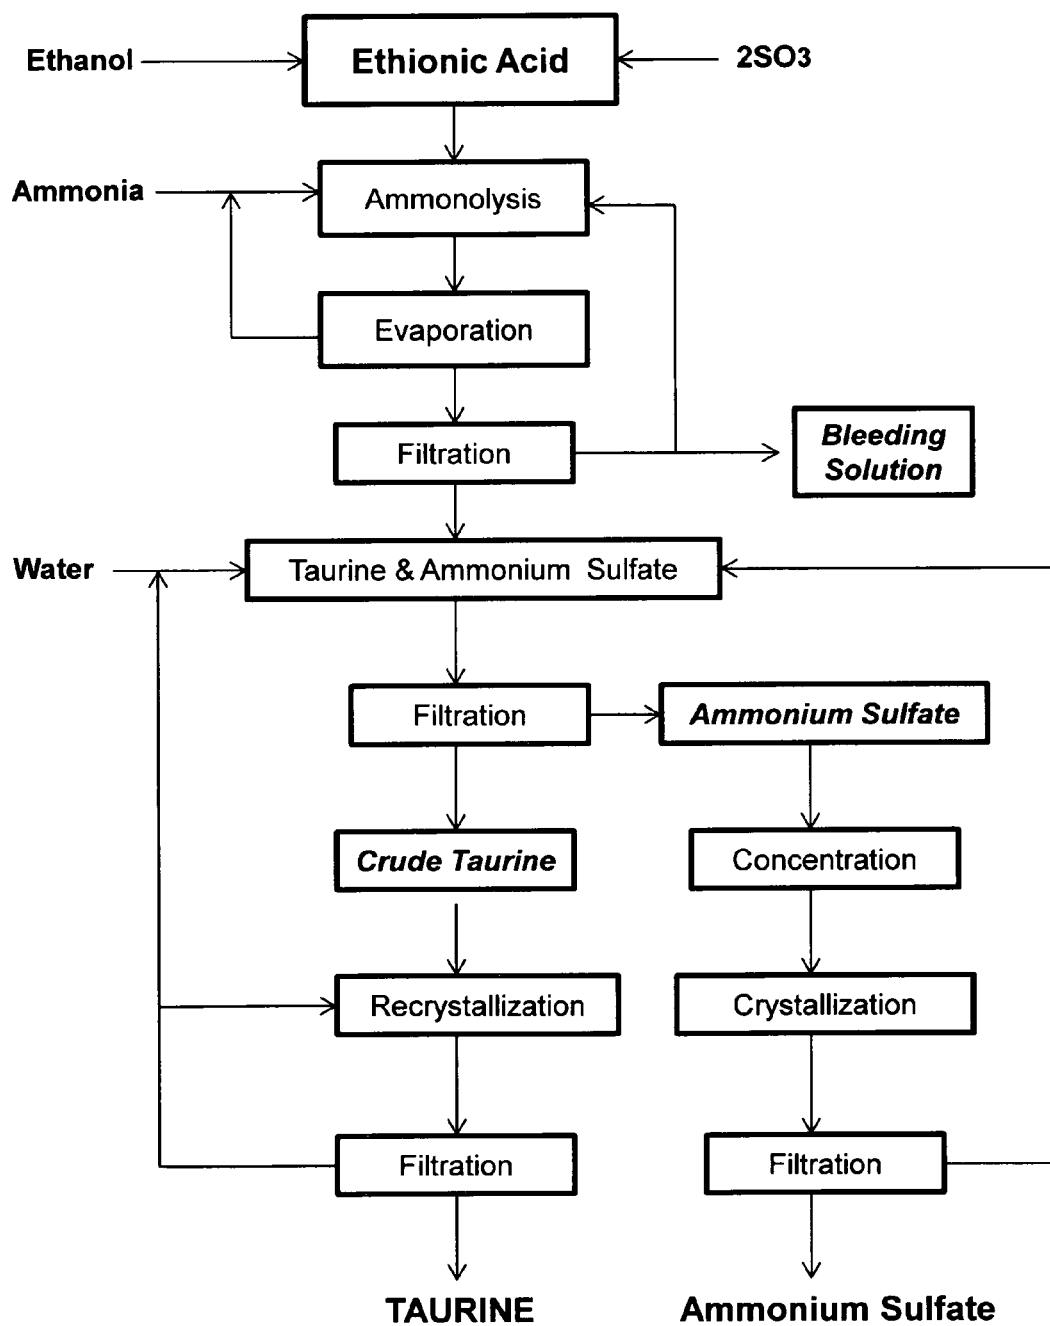 Ethanol
Ethionic Acid
2SO3
Ammonia
Ammonolysis
Evaporation
Filtration
Bleeding
Solution
Water
Taurine & Ammonium Sulfate
Filtration
Ammonium Sulfate
Crude Taurine
Concentration
Recrystallization
Crystallization
Filtration
Filtration
TAURINE
Ammonium Sulfate